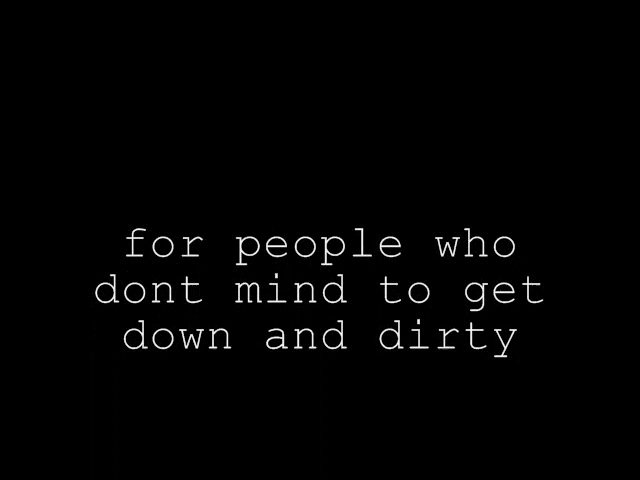 for people who
dont mind to get
down and dirty